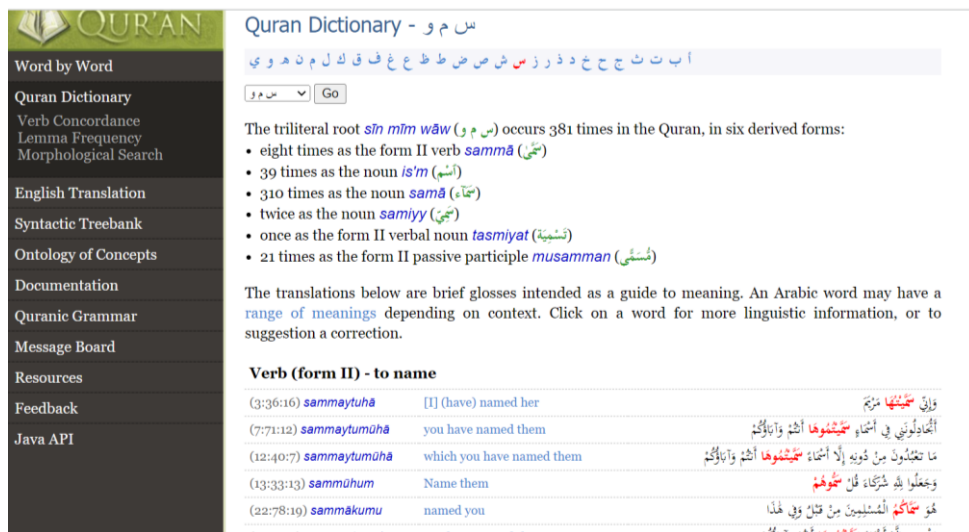 QUR'AN
Word by Word
Quran Dictionary
Verb Concordance
Lemma Frequency
Morphological Search
English Translation
Syntactic Treebank
Ontology of Concepts
Documentation
Quranic Grammar
Message Board
Resources
Feedback
Java API
Quran Dictionary - س م و
أ ب ت ث ج ح خ د ذ ر ز س ش ص ض ط ظ ع غ ف ق ك ل م ن ه و ي
س م و Go
The triliteral root sīn mīm wāw (س م و) occurs 381 times in the Quran, in six derived forms:
• eight times as the form II verb sammā (سَمَّىٰ)
• 39 times as the noun is'm (ٱسْم)
• 310 times as the noun samā (سَمَآء)
• twice as the noun samiyy (سَمِيّ)
• once as the form II verbal noun tasmiyat (تَسْمِيَة)
• 21 times as the form II passive participle musamman (مُّسَمًّى)
The translations below are brief glosses intended as a guide to meaning. An Arabic word may have a
range of meanings depending on context. Click on a word for more linguistic information, or to
suggestion a correction.
Verb (form II) - to name
(3:36:16) sammaytuhā [I] (have) named her وَإِنِّي سَمَّيْتُهَا مَرْيَمَ
(7:71:12) sammaytumūhā you have named them أَتُجَادِلُونَنِي فِي أَسْمَاءٍ سَمَّيْتُمُوهَا أَنْتُمْ وَآبَاؤُكُمْ
(12:40:7) sammaytumūhā which you have named them مَا تَعْبُدُونَ مِنْ دُونِهِ إِلَّا أَسْمَاءً سَمَّيْتُمُوهَا أَنْتُمْ وَآبَاؤُكُمْ
(13:33:13) sammūhum Name them وَجَعَلُوا لِلَّهِ شُرَكَاءَ قُلْ سَمُّوهُمْ
(22:78:19) sammākumu named you هُوَ سَمَّاكُمُ الْمُسْلِمِينَ مِنْ قَبْلُ وَفِي هَٰذَا